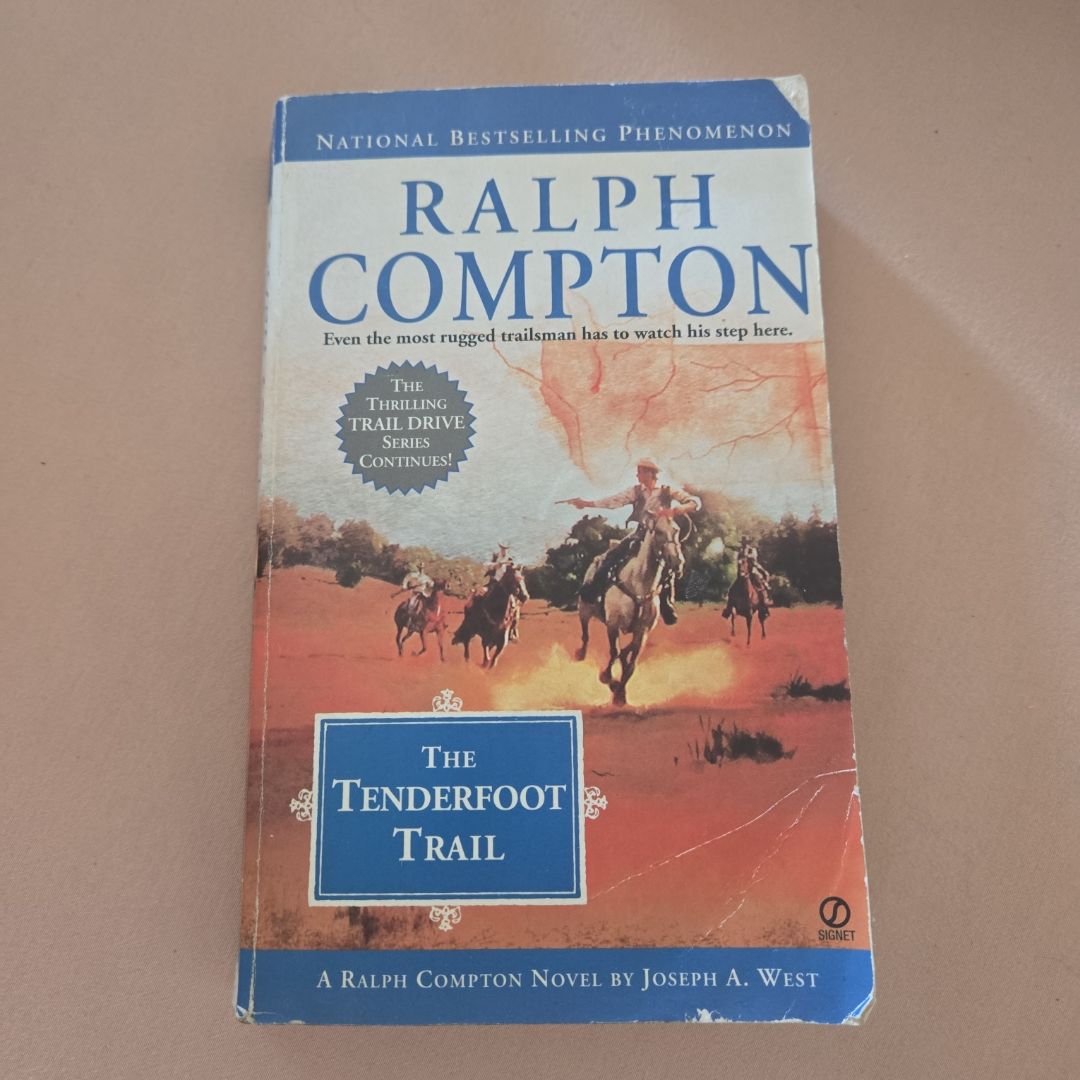 NATIONAL BESTSELLING PHENOMENON
RALPH
COMPTON
Even the most rugged trailsman has to watch his step here.
THE
THRILLING
TRAIL DRIVE
SERIES
CONTINUES!
THE
TENDERFOOT
TRAIL
SIGNET
A RALPH COMPTON NOVEL BY JOSEPH A. WEST